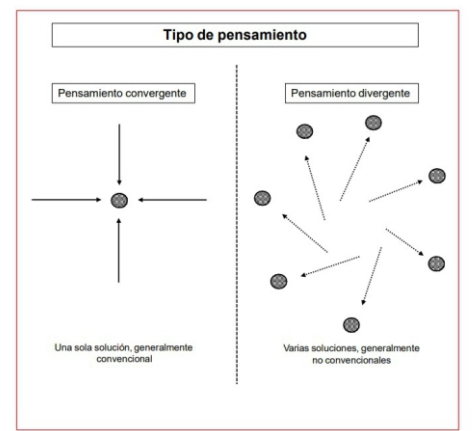 Tipo de pensamiento
Pensamiento convergente
Pensamiento divergente
Una sola solución, generalmente
convencional
Varias soluciones, generalmente
no convencionales